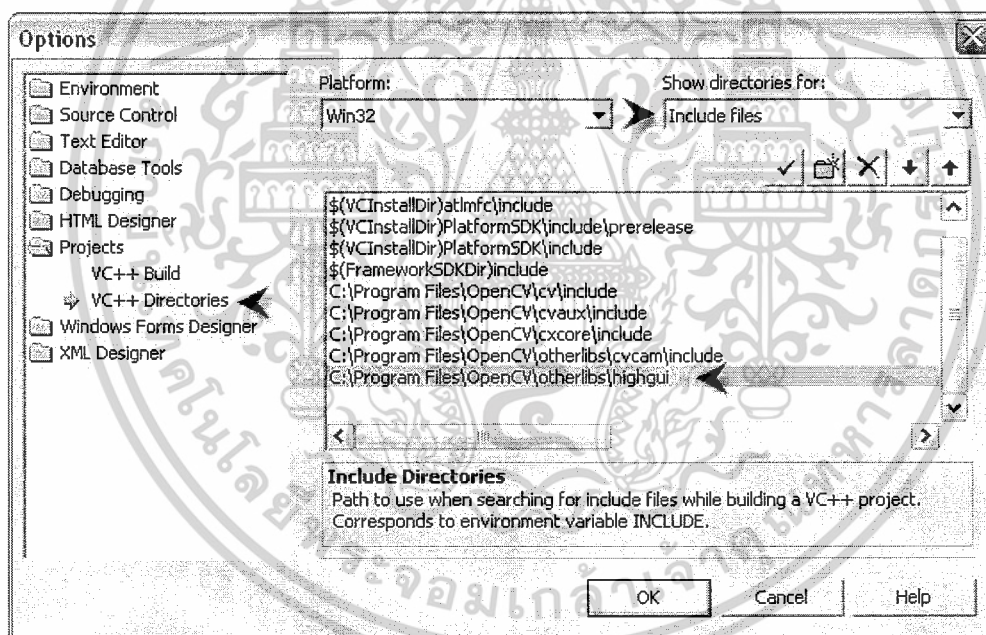 Options
Environment
Source Control
Text Editor
Database Tools
Debugging
HTML Designer
Projects
VC++ Build
VC++ Directories
Windows Forms Designer
XML Designer
Platform:
Win32
Show directories for:
Include files
$(VCInstallDir)atlmfc\include
$(VCInstallDir)PlatformSDK\include\prerelease
$(VCInstallDir)PlatformSDK\include
$(FrameworkSDKDir)include
C:\Program Files\OpenCV\cv\include
C:\Program Files\OpenCV\cvaux\include
C:\Program Files\OpenCV\cxcore\include
C:\Program Files\OpenCV\otherlibs\cvcam\include
C:\Program Files\OpenCV\otherlibs\highgui
Include Directories
Path to use when searching for include files while building a VC++ project.
Corresponds to environment variable INCLUDE.
OK
Cancel
Help